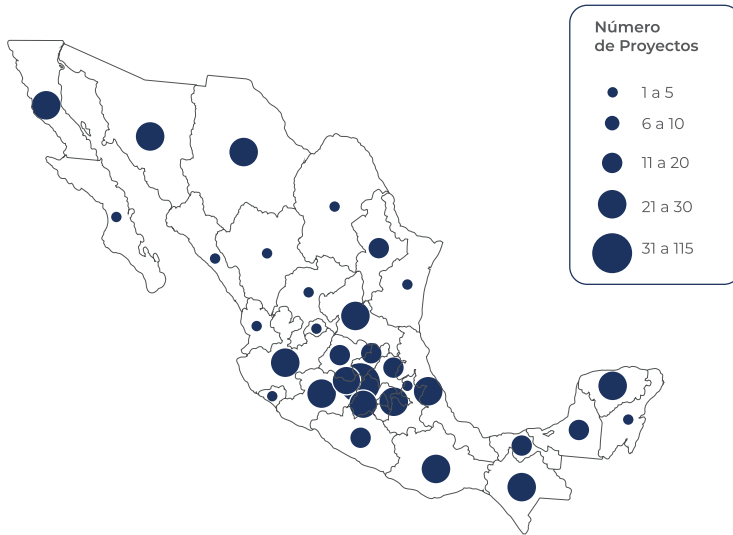 Número
de Proyectos
1 a 5
6 a 10
11 a 20
21 a 30
31 a 115